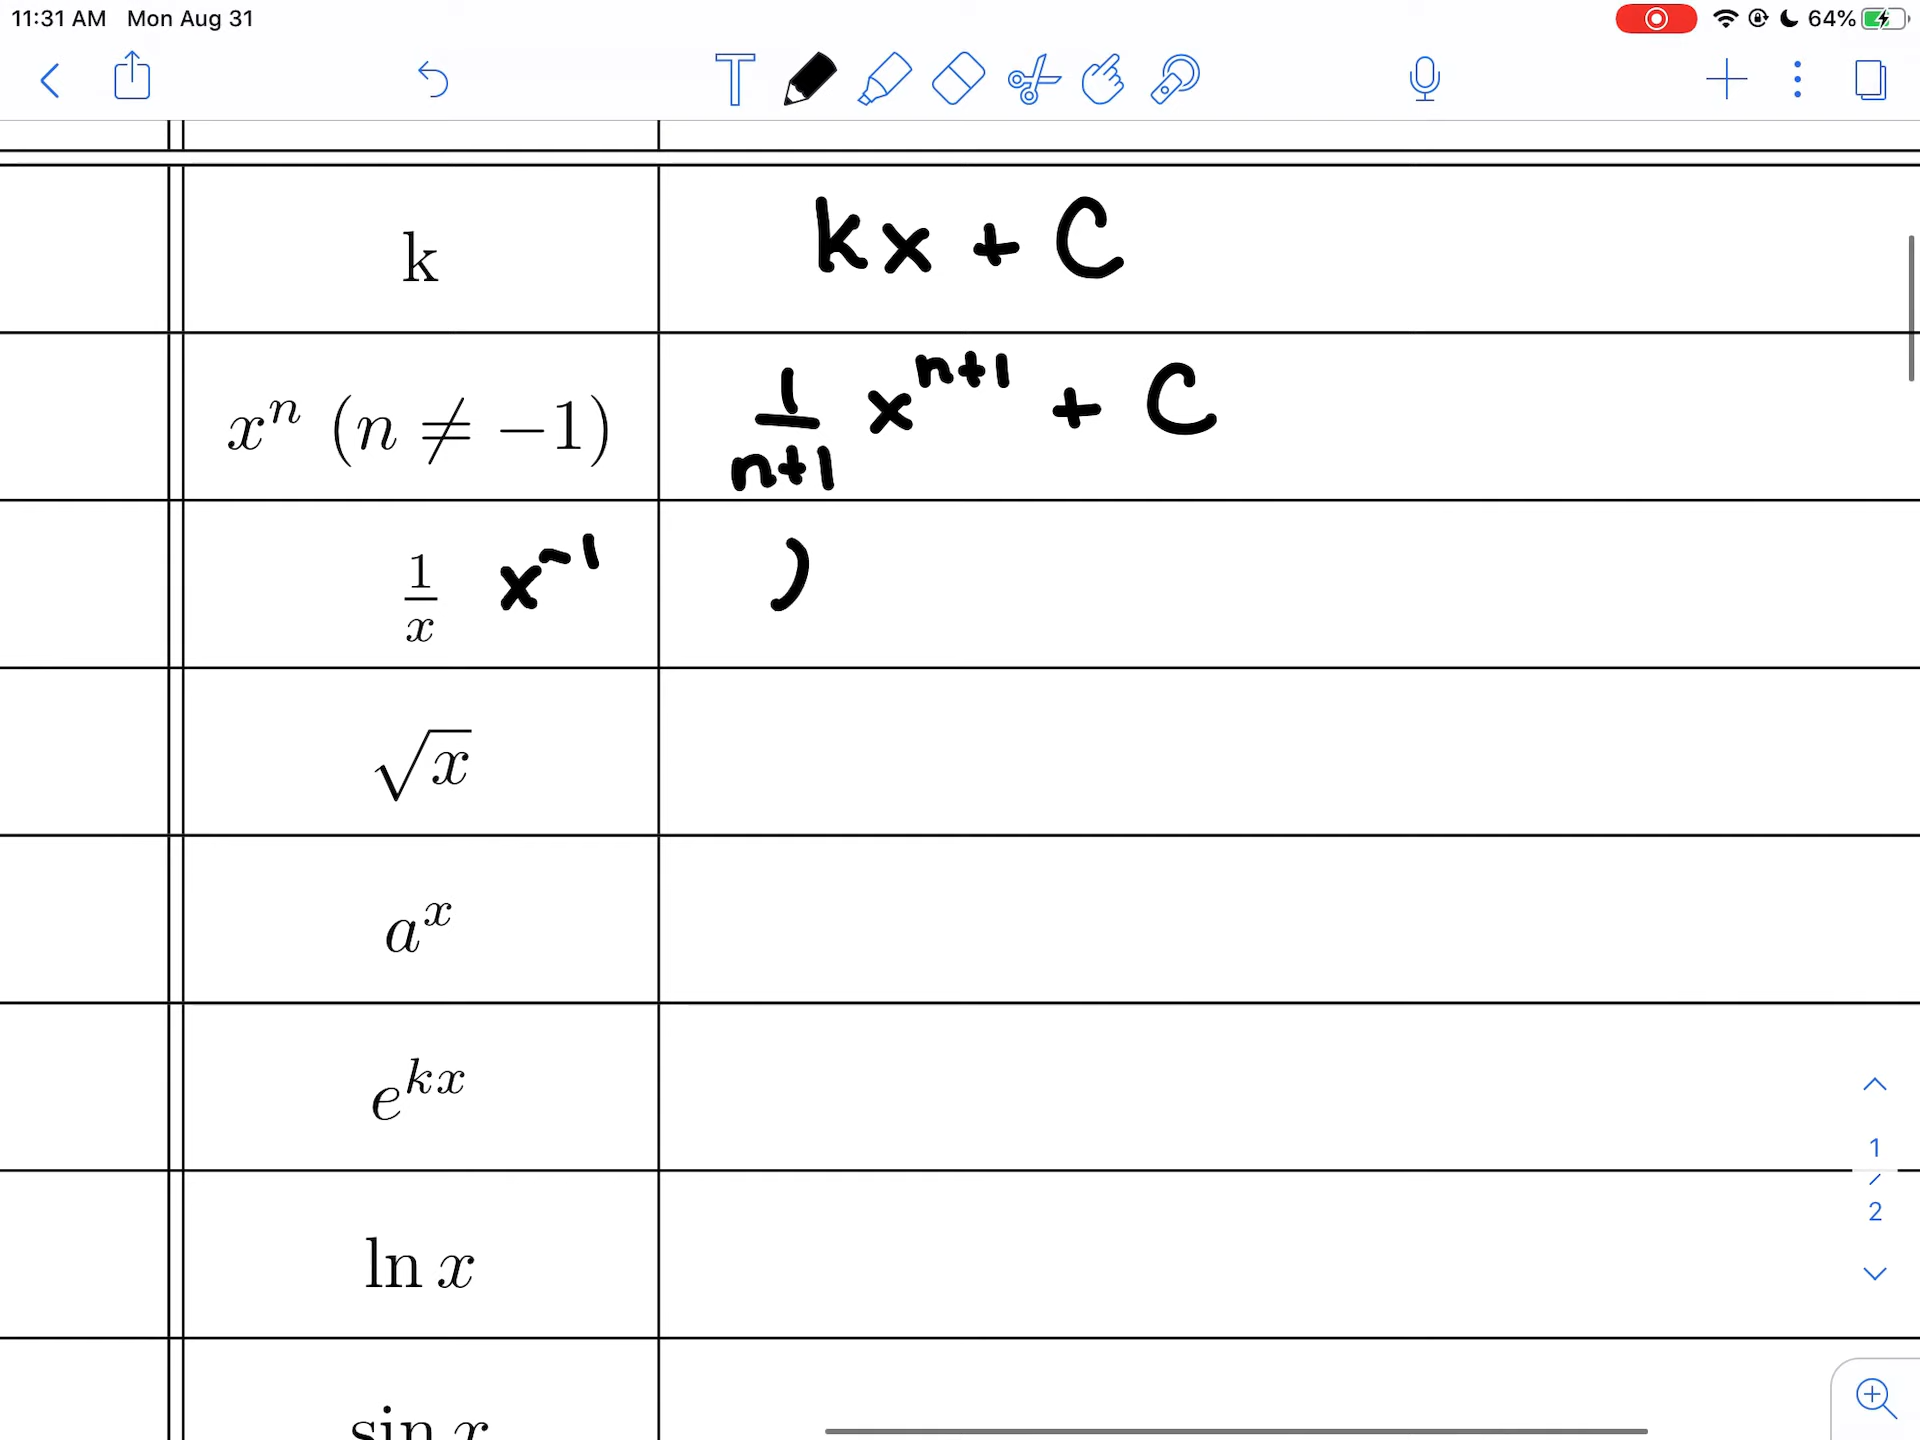 11:31 AM Mon Aug 31 64%
T
k kx + C
xⁿ (n ≠ −1) 1/(n+1) xⁿ⁺¹ + C
1/x x⁻¹ )
√x
aˣ
eᵏˣ
1
/
2
ln x
sin x